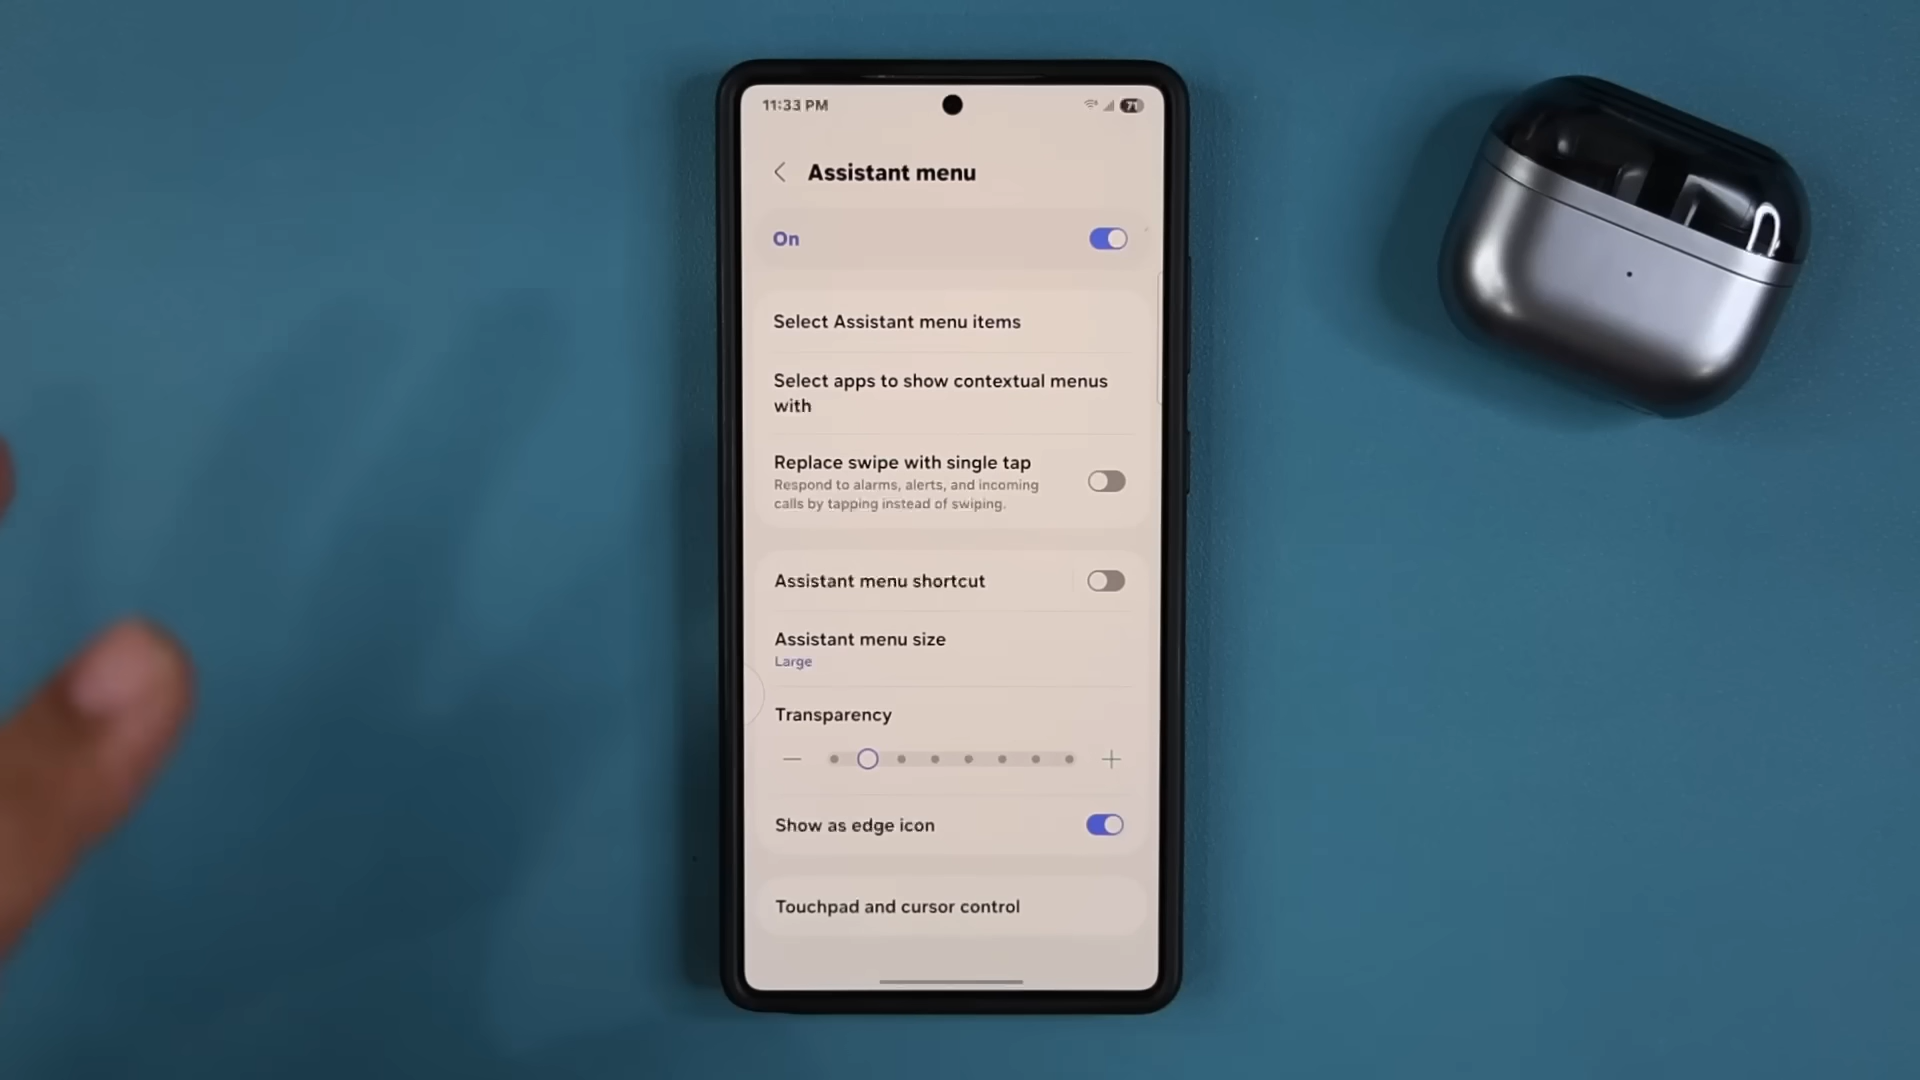 11:33 PM
71
Assistant menu
On
Select Assistant menu items
Select apps to show contextual menus
with
Replace swipe with single tap
Respond to alarms, alerts, and incoming
calls by tapping instead of swiping.
Assistant menu shortcut
Assistant menu size
Large
Transparency
Show as edge icon
Touchpad and cursor control